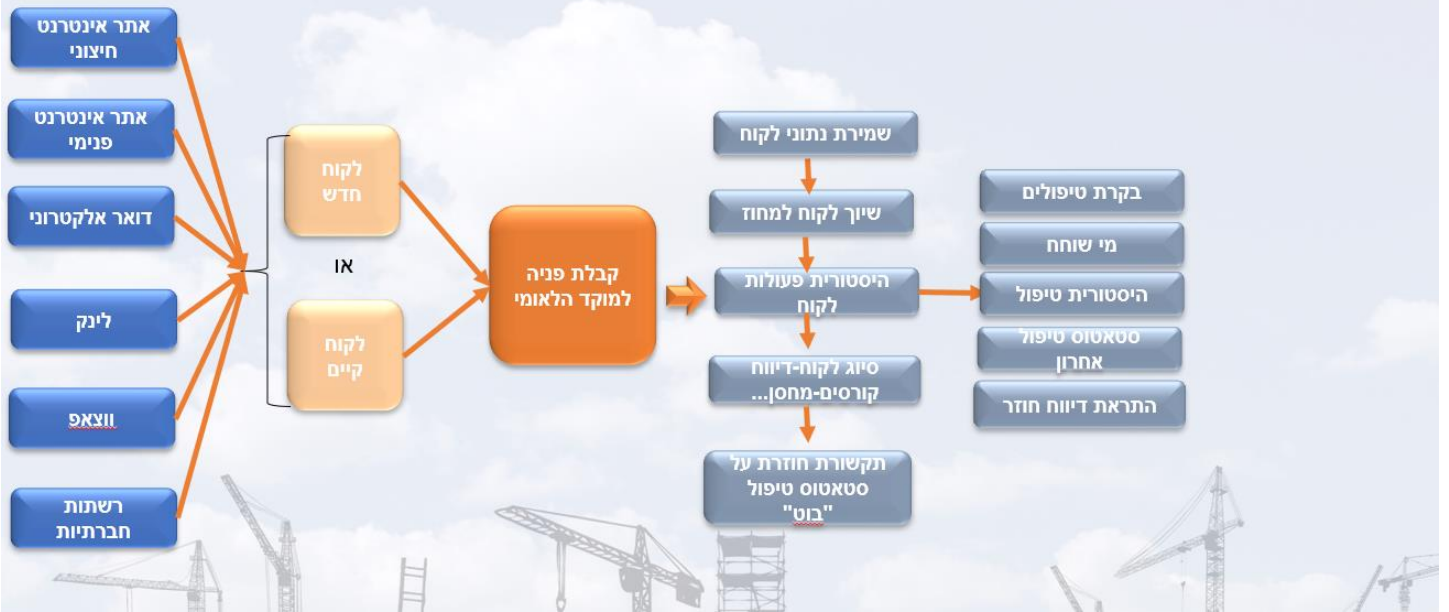 אתר אינטרנט
חיצוני
אתר אינטרנט
פנימי
דואר אלקטרוני
לינק
ווצאפ
רשתות
חברתיות
לקוח
חדש
או
לקוח
קיים
קבלת פניה
למוקד הלאומי
שמירת נתוני לקוח
שיוך לקוח למחוז
היסטורית פעולות
לקוח
סיווג לקוח-דיווח
קורסים-מחסן...
תקשורת חוזרת על
סטאטוס טיפול
"בוט"
בקרת טיפולים
מי שוחח
היסטורית טיפול
סטאטוס טיפול
אחרון
התראת דיווח חוזר